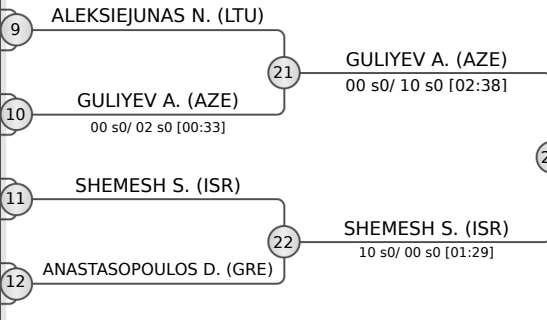 ALEKSIEJUNAS N. (LTU)
9
21
GULIYEV A. (AZE)
00 s0/ 10 s0 [02:38]
GULIYEV A. (AZE)
10
00 s0/ 02 s0 [00:33]
SHEMESH S. (ISR)
11
22
SHEMESH S. (ISR)
10 s0/ 00 s0 [01:29]
ANASTASOPOULOS D. (GRE)
12